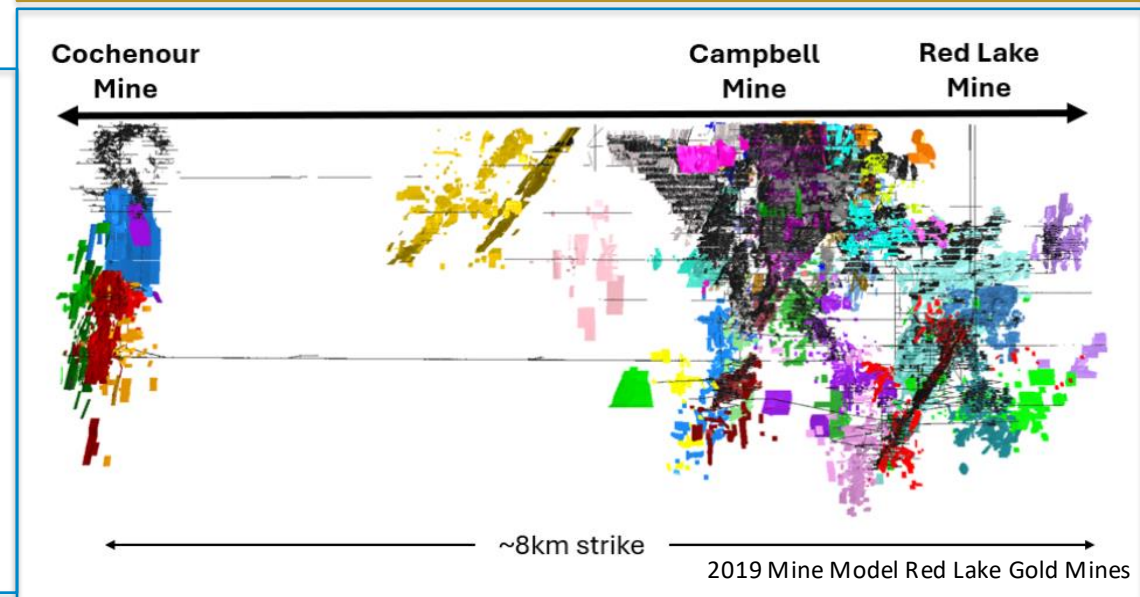 Cochenour
Mine
Campbell
Mine
Red Lake
Mine
~8km strike
2019 Mine Model Red Lake Gold Mines